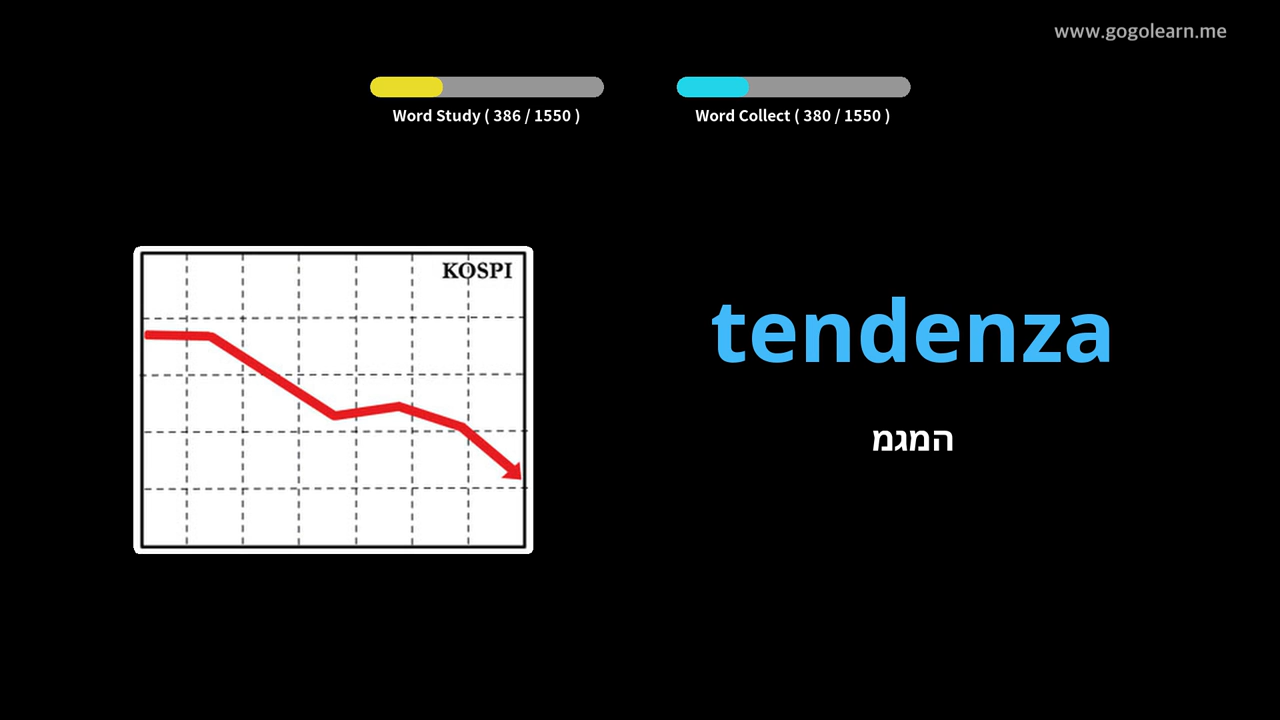 www.gogolearn.me
Word Study ( 386 / 1550 )
Word Collect ( 380 / 1550 )
KOSPI
tendenza
המגמ